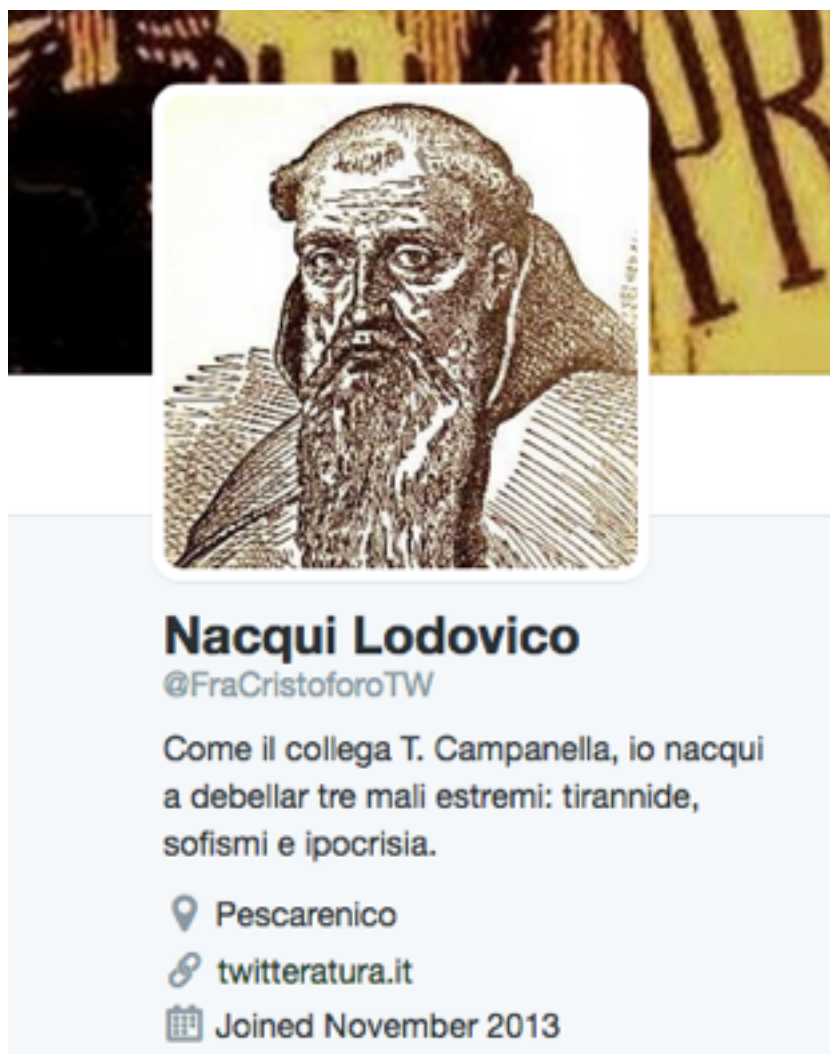 PR
Nacqui Lodovico
@FraCristoforoTW
Come il collega T. Campanella, io nacqui
a debellar tre mali estremi: tirannide,
sofismi e ipocrisia.
Pescarenico
twitteratura.it
Joined November 2013